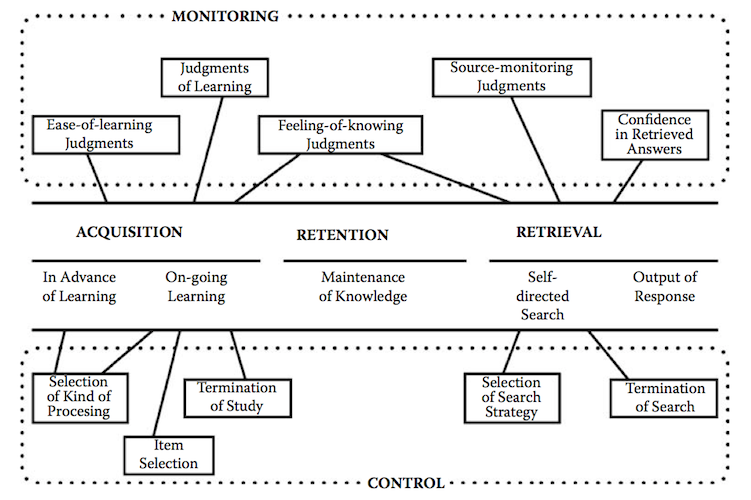 MONITORING
Judgments
of Learning
Source-monitoring
Judgments
Ease-of-learning
Judgments
Feeling-of-knowing
Judgments
Confidence
in Retrieved
Answers
ACQUISITION
RETENTION
RETRIEVAL
In Advance
of Learning
On-going
Learning
Maintenance
of Knowledge
Self-
directed
Search
Output of
Response
Selection
of Kind of
Procesing
Termination
of Study
Selection
of Search
Strategy
Termination
of Search
Item
Selection
CONTROL